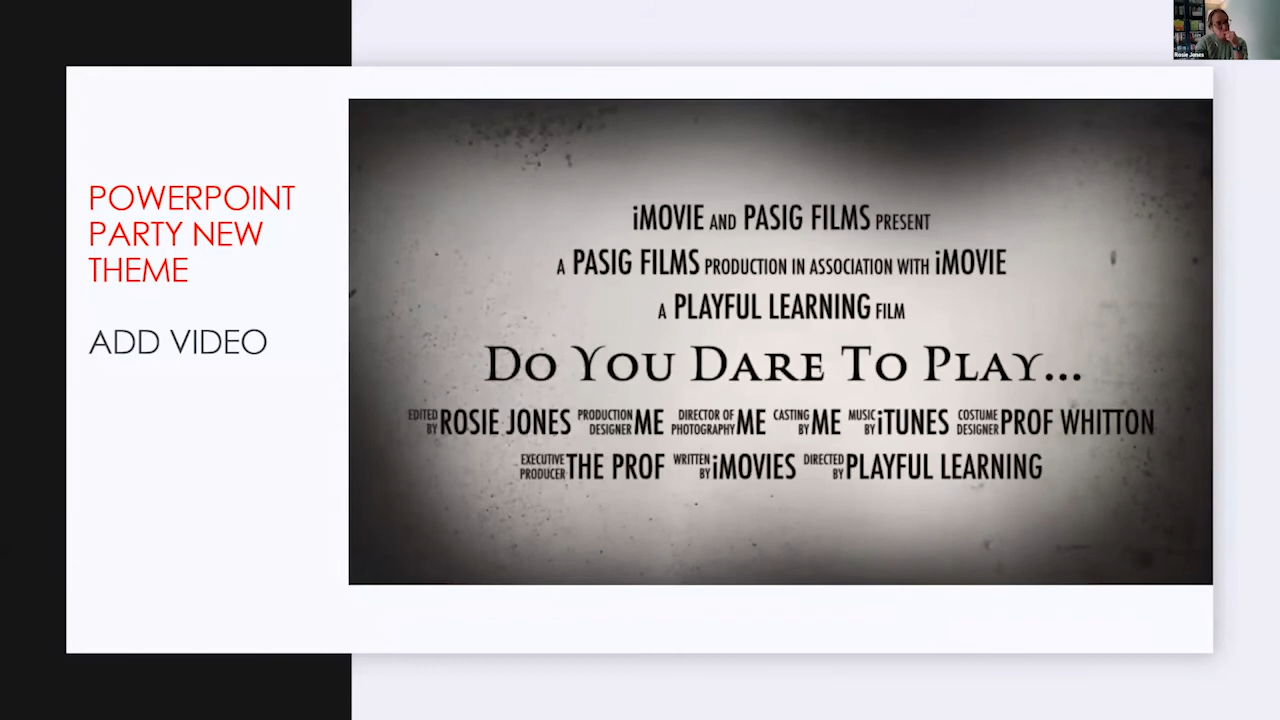 Rosie Jones
POWERPOINT
PARTY NEW
THEME
ADD VIDEO
iMOVIE AND PASIG FILMS PRESENT
A PASIG FILMS PRODUCTION IN ASSOCIATION WITH iMOVIE
A PLAYFUL LEARNING FILM
DO YOU DARE TO PLAY...
EDITED BY ROSIE JONES PRODUCTION DESIGNER ME DIRECTOR OF PHOTOGRAPHY ME CASTING BY ME MUSIC BY iTUNES COSTUME DESIGNER PROF WHITTON
EXECUTIVE PRODUCER THE PROF WRITTEN BY iMOVIES DIRECTED BY PLAYFUL LEARNING